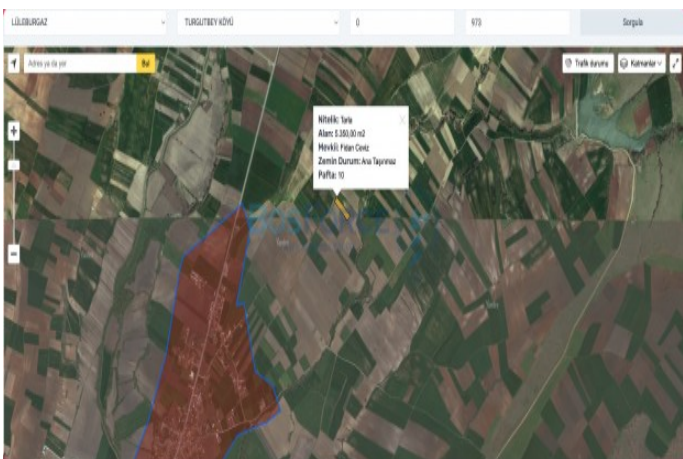 LÜLEBURGAZ
TURGUTBEY KÖYÜ
0
973
Sorgula
Adres ya da yer
Bul
Trafik durumu
Katmanlar
Nitelik: Tarla
Alan: 5.350,00 m2
Mevkii: Fidan Ceviz
Zemin Durum: Ana Taşınmaz
Pafta: 10